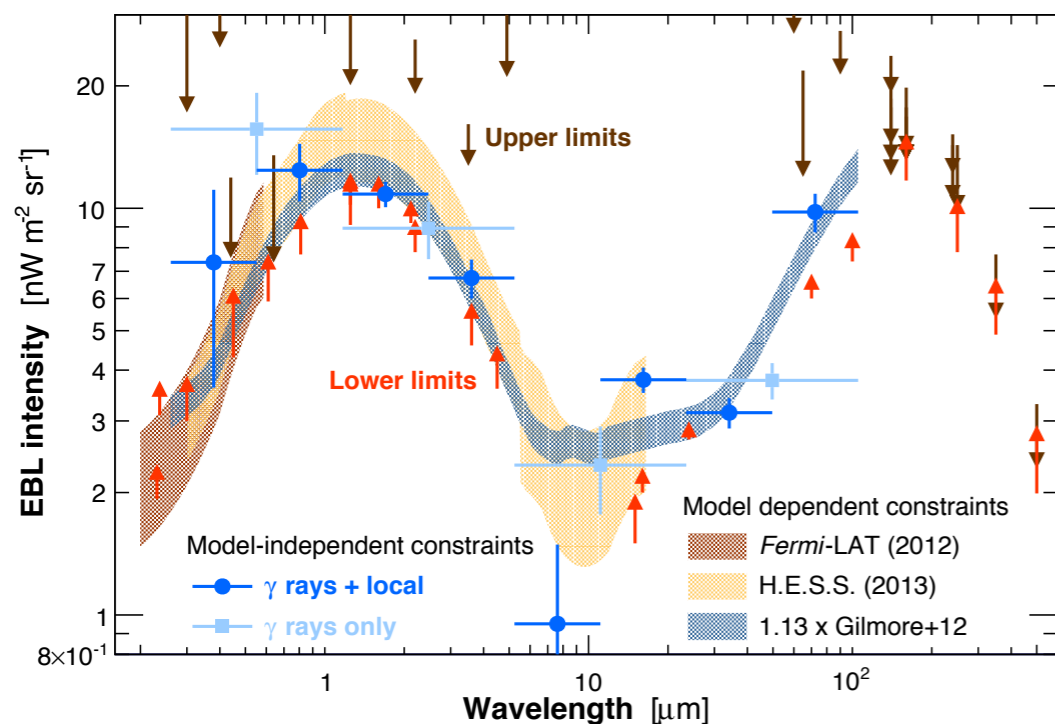 20
10
7
6
5
4
3
2
1
8×10⁻¹
EBL intensity [nW m⁻² sr⁻¹]
Upper limits
Lower limits
Model-independent constraints
γ rays + local
γ rays only
Model dependent constraints
Fermi-LAT (2012)
H.E.S.S. (2013)
1.13 x Gilmore+12
1
10
10²
Wavelength [μm]